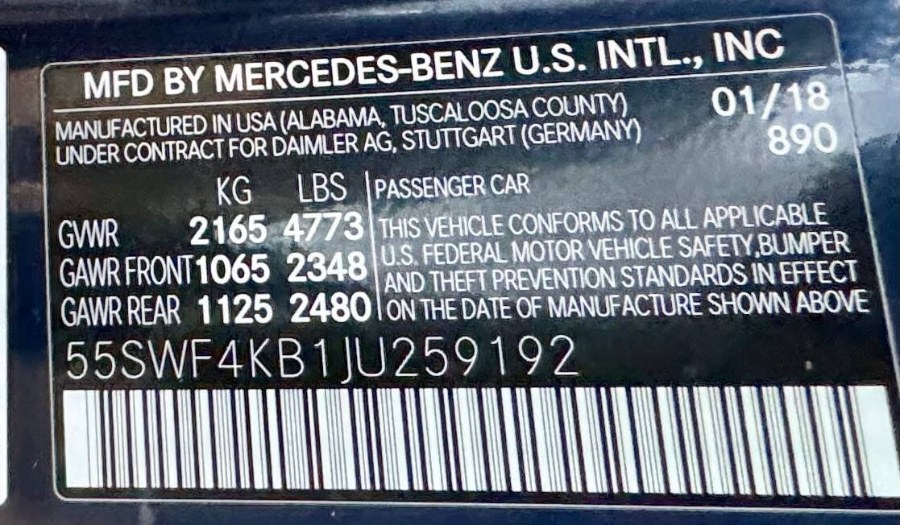 MFD BY MERCEDES-BENZ U.S. INTL., INC
MANUFACTURED IN USA (ALABAMA, TUSCALOOSA COUNTY) 01/18
UNDER CONTRACT FOR DAIMLER AG, STUTTGART (GERMANY) 890
KG LBS PASSENGER CAR
GVWR 2165 4773 THIS VEHICLE CONFORMS TO ALL APPLICABLE
U.S. FEDERAL MOTOR VEHICLE SAFETY,BUMPER
GAWR FRONT 1065 2348 AND THEFT PREVENTION STANDARDS IN EFFECT
GAWR REAR 1125 2480 ON THE DATE OF MANUFACTURE SHOWN ABOVE
55SWF4KB1JU259192